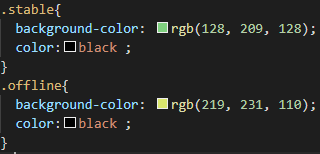 .stable{
background-color: rgb(128, 209, 128);
color: black ;
}
.offline{
background-color: rgb(219, 231, 110);
color: black ;
}